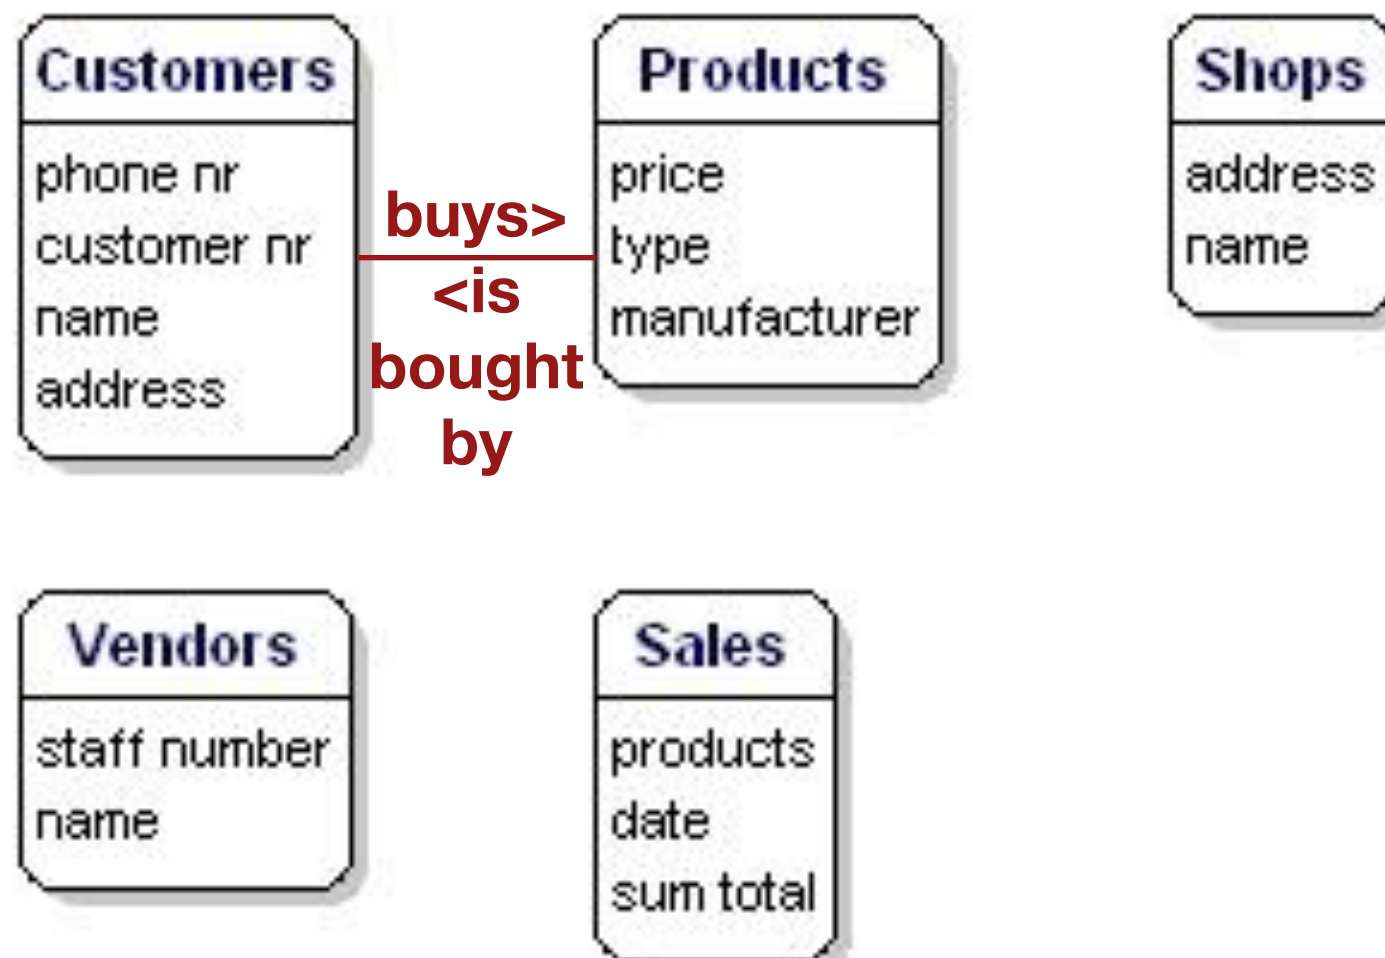 Customers
phone nr
customer nr
name
address
buys>
<is
bought
by
Products
price
type
manufacturer
Shops
address
name
Vendors
staff number
name
Sales
products
date
sum total